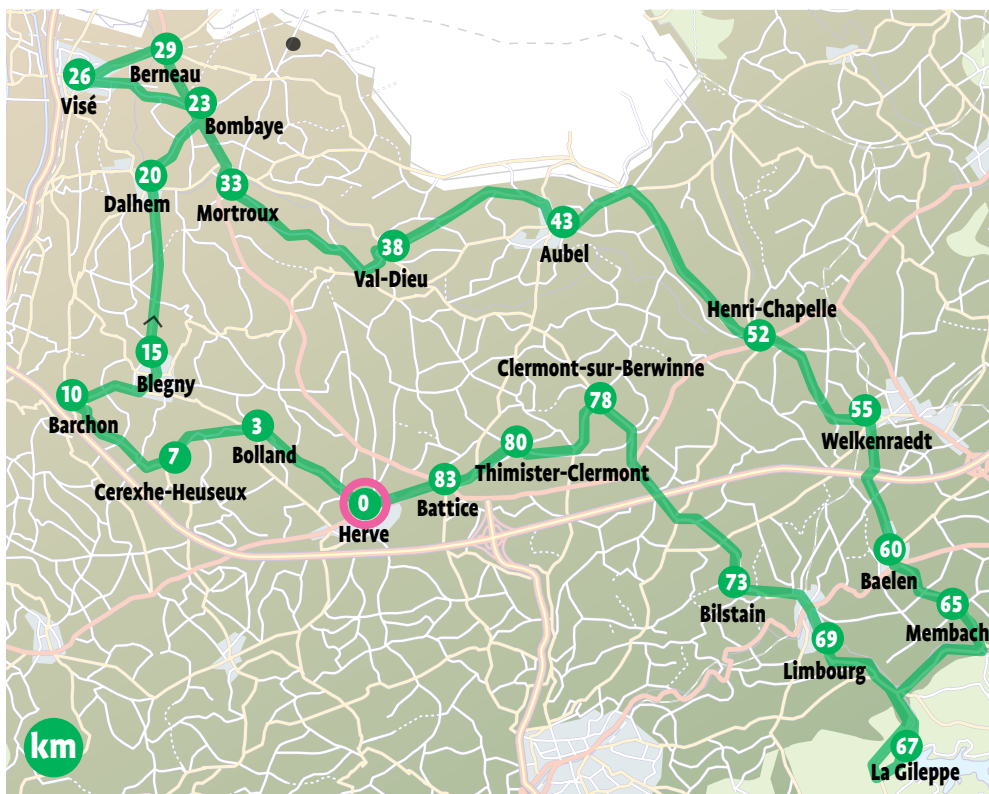 29
Berneau
26
Visé
23
Bombaye
20
Dalhem
33
Mortroux
38
Val-Dieu
43
Aubel
Henri-Chapelle
52
15
Blegny
10
Barchon
3
Bolland
7
Cerexhe-Heuseux
0
Herve
83
Battice
80
Thimister-Clermont
Clermont-sur-Berwinne
78
55
Welkenraedt
60
Baelen
65
Membach
73
Bilstain
69
Limbourg
67
La Gileppe
km